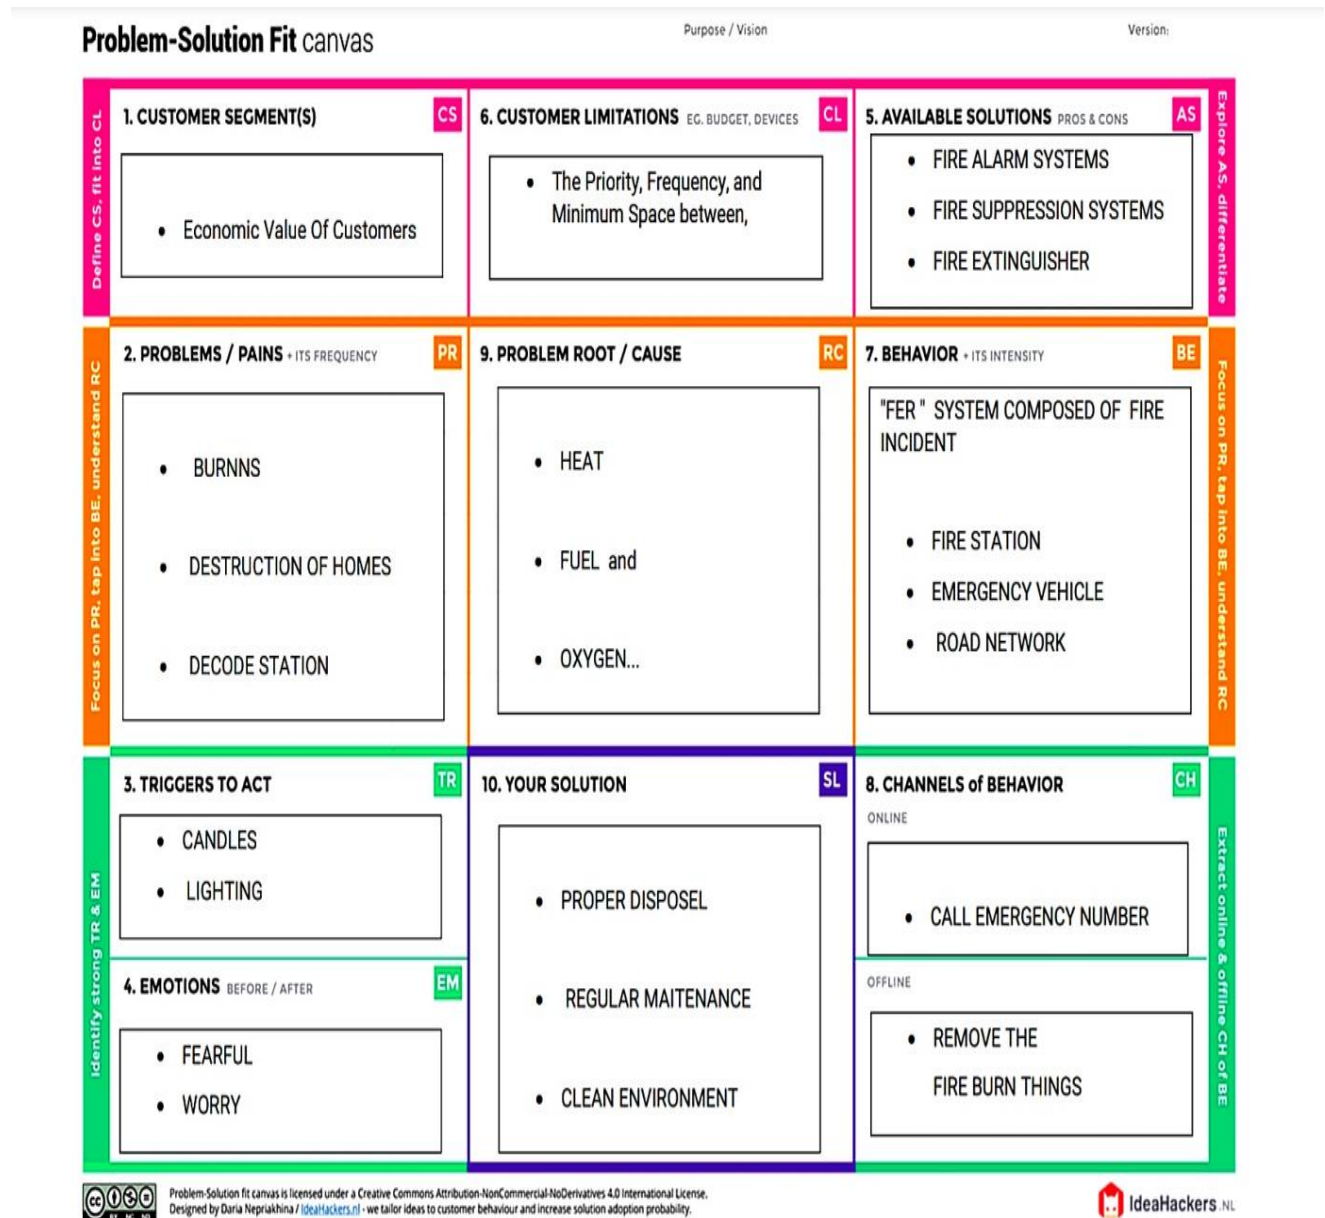 Problem-Solution Fit canvas
Purpose / Vision
Version:
Define CS, fit into CL
1. CUSTOMER SEGMENT(S)
CS
• Economic Value Of Customers
6. CUSTOMER LIMITATIONS EG. BUDGET, DEVICES
CL
• The Priority, Frequency, and
Minimum Space between,
5. AVAILABLE SOLUTIONS PROS & CONS
AS
• FIRE ALARM SYSTEMS
• FIRE SUPPRESSION SYSTEMS
• FIRE EXTINGUISHER
Explore AS, differentiate
Focus on PR, tap into BE, understand RC
2. PROBLEMS / PAINS + ITS FREQUENCY
PR
• BURNNS
• DESTRUCTION OF HOMES
• DECODE STATION
9. PROBLEM ROOT / CAUSE
RC
• HEAT
• FUEL and
• OXYGEN...
7. BEHAVIOR + ITS INTENSITY
BE
"FER " SYSTEM COMPOSED OF FIRE
INCIDENT
• FIRE STATION
• EMERGENCY VEHICLE
• ROAD NETWORK
Focus on PR, tap into BE, understand RC
Identify strong TR & EM
3. TRIGGERS TO ACT
TR
• CANDLES
• LIGHTING
4. EMOTIONS BEFORE / AFTER
EM
• FEARFUL
• WORRY
10. YOUR SOLUTION
SL
• PROPER DISPOSEL
• REGULAR MAITENANCE
• CLEAN ENVIRONMENT
8. CHANNELS of BEHAVIOR
CH
ONLINE
• CALL EMERGENCY NUMBER
OFFLINE
• REMOVE THE
FIRE BURN THINGS
Extract online & offline CH of BE
Problem-Solution fit canvas is licensed under a Creative Commons Attribution-NonCommercial-NoDerivatives 4.0 International License.
Designed by Daria Nepriakhina / IdeaHackers.nl - we tailor ideas to customer behaviour and increase solution adoption probability.
IdeaHackers.NL